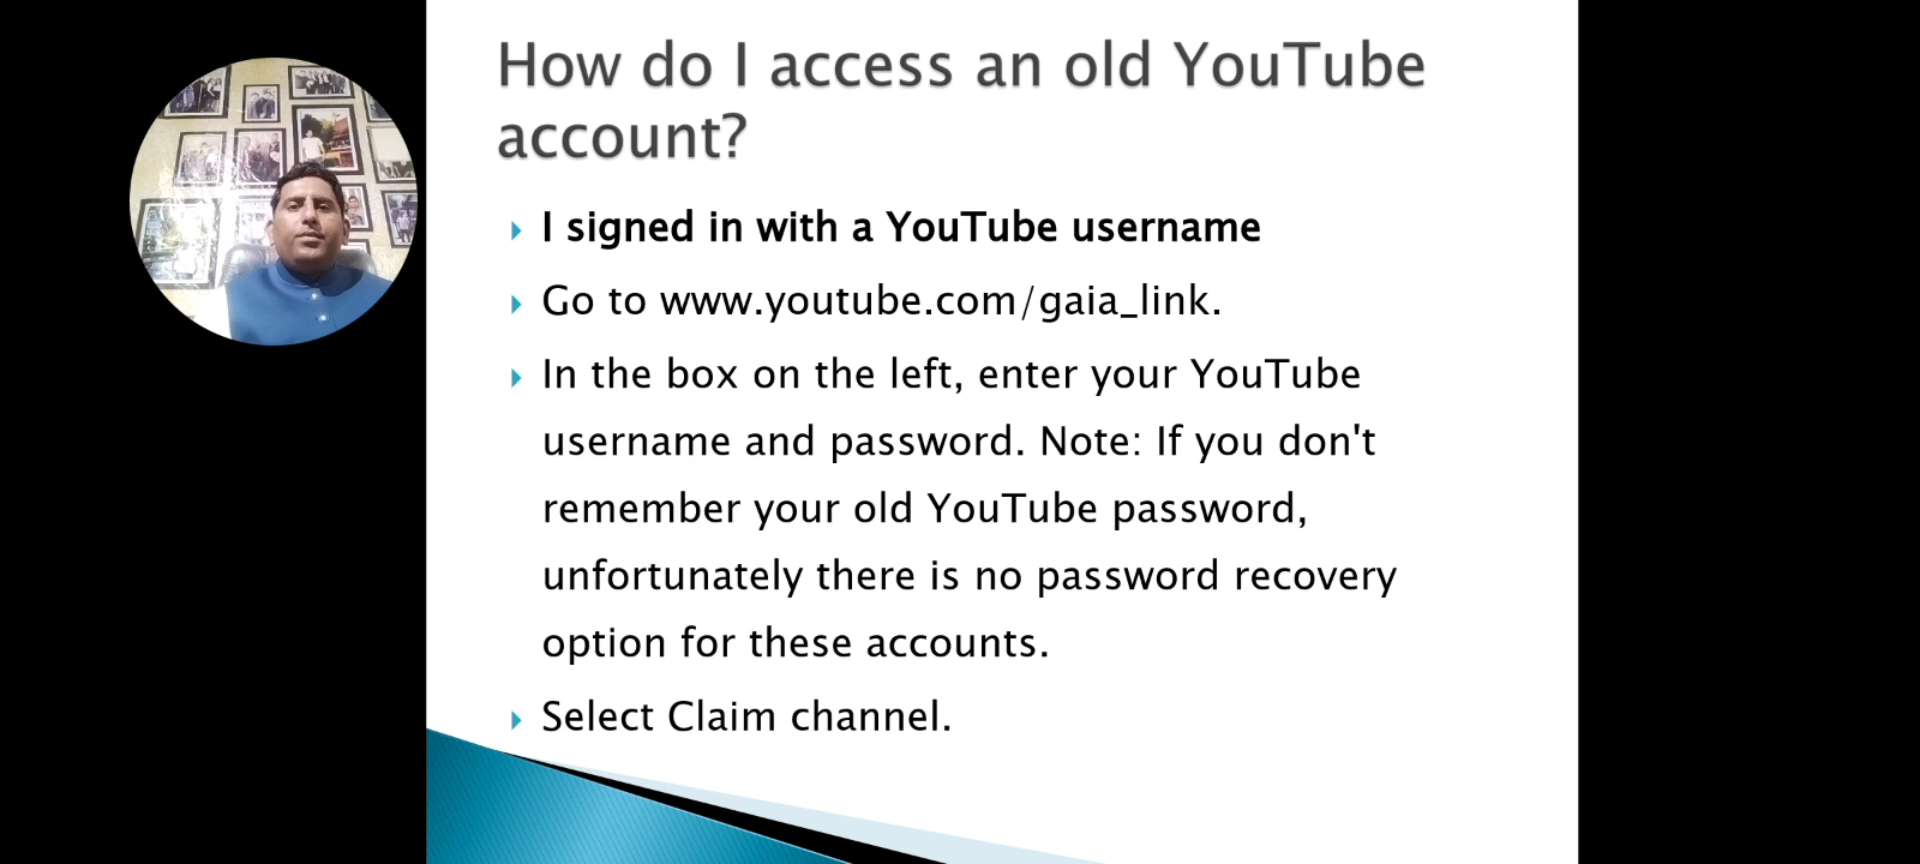 How do I access an old YouTube
account?
I signed in with a YouTube username
Go to www.youtube.com/gaia_link.
In the box on the left, enter your YouTube
username and password. Note: If you don't
remember your old YouTube password,
unfortunately there is no password recovery
option for these accounts.
Select Claim channel.